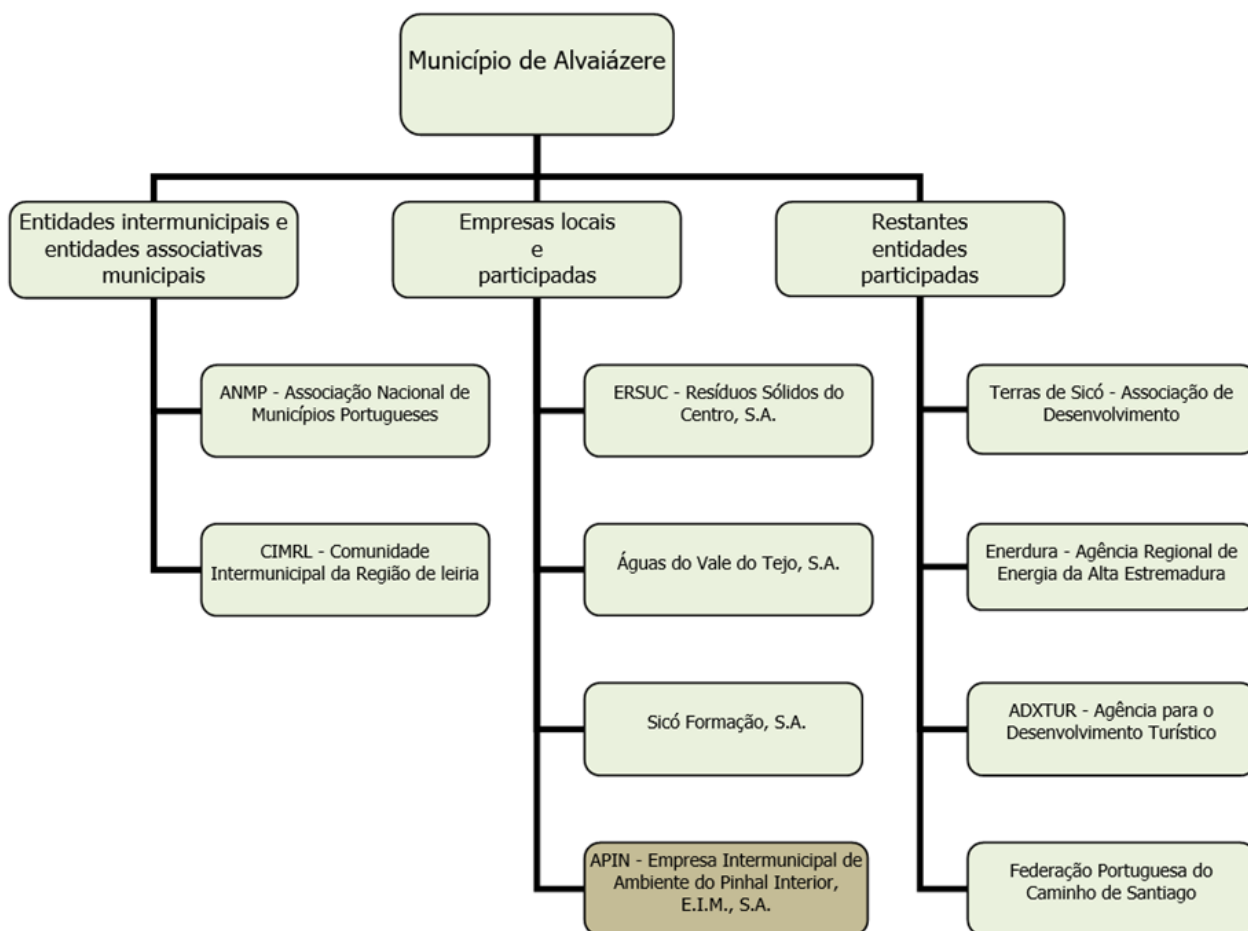 Município de Alvaiázere
Entidades intermunicipais e
entidades associativas
municipais
Empresas locais
e
participadas
Restantes
entidades
participadas
ANMP - Associação Nacional de
Municípios Portugueses
CIMRL - Comunidade
Intermunicipal da Região de leiria
ERSUC - Resíduos Sólidos do
Centro, S.A.
Águas do Vale do Tejo, S.A.
Sicó Formação, S.A.
APIN - Empresa Intermunicipal de
Ambiente do Pinhal Interior,
E.I.M., S.A.
Terras de Sicó - Associação de
Desenvolvimento
Enerdura - Agência Regional de
Energia da Alta Estremadura
ADXTUR - Agência para o
Desenvolvimento Turístico
Federação Portuguesa do
Caminho de Santiago